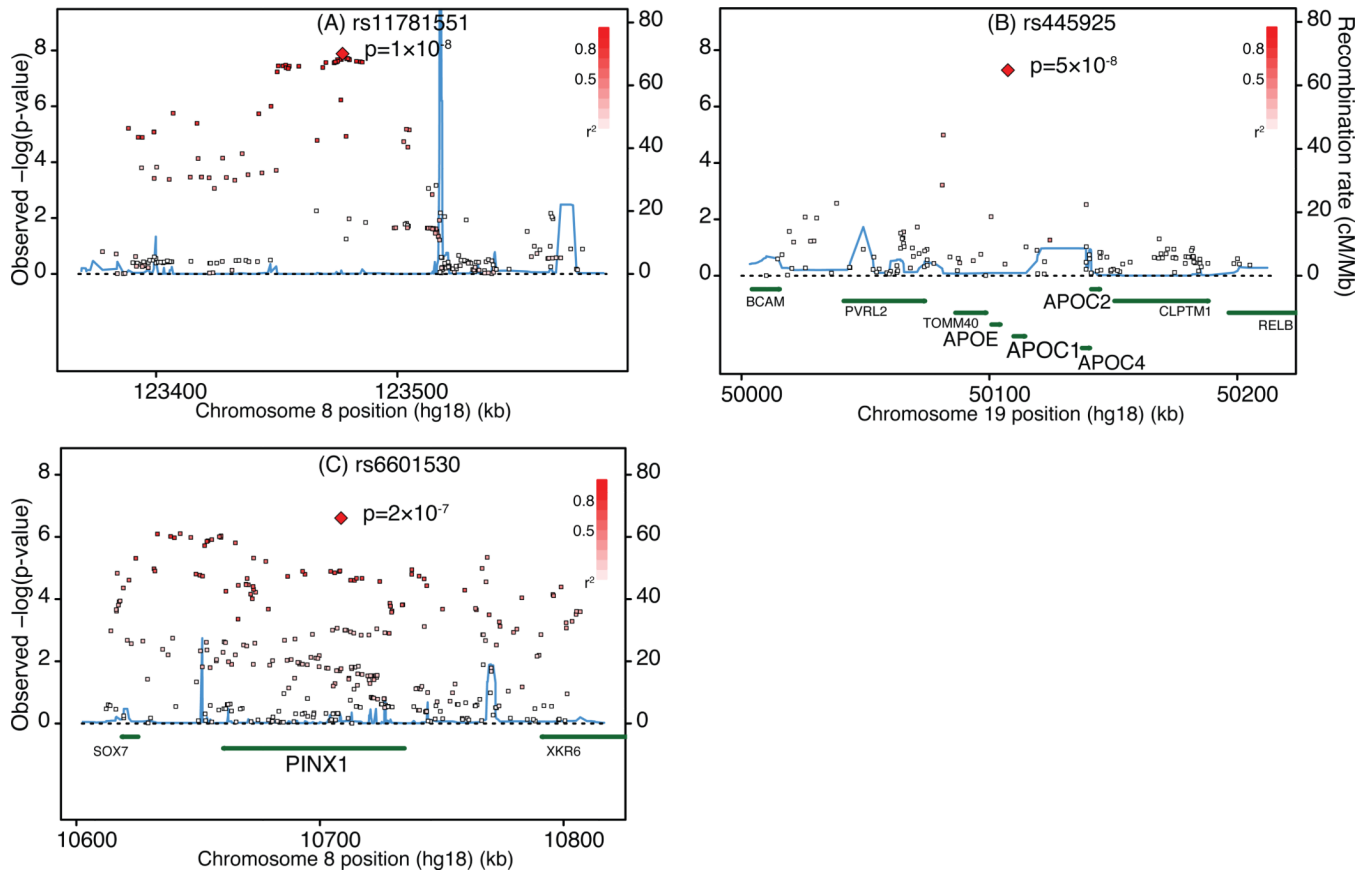 (A) rs11781551
p=1×10-8
0.8
0.5
r2
8
6
4
2
0
80
60
40
20
0
Observed –log(p-value)
123400
123500
Chromosome 8 position (hg18) (kb)
(B) rs445925
p=5×10-8
0.8
0.5
r2
8
6
4
2
0
80
60
40
20
0
Recombination rate (cM/Mb)
BCAM
PVRL2
TOMM40
APOE
APOC1
APOC4
APOC2
CLPTM1
RELB
50000
50100
50200
Chromosome 19 position (hg18) (kb)
(C) rs6601530
p=2×10-7
0.8
0.5
r2
8
6
4
2
0
80
60
40
20
0
Observed –log(p-value)
SOX7
PINX1
XKR6
10600
10700
10800
Chromosome 8 position (hg18) (kb)